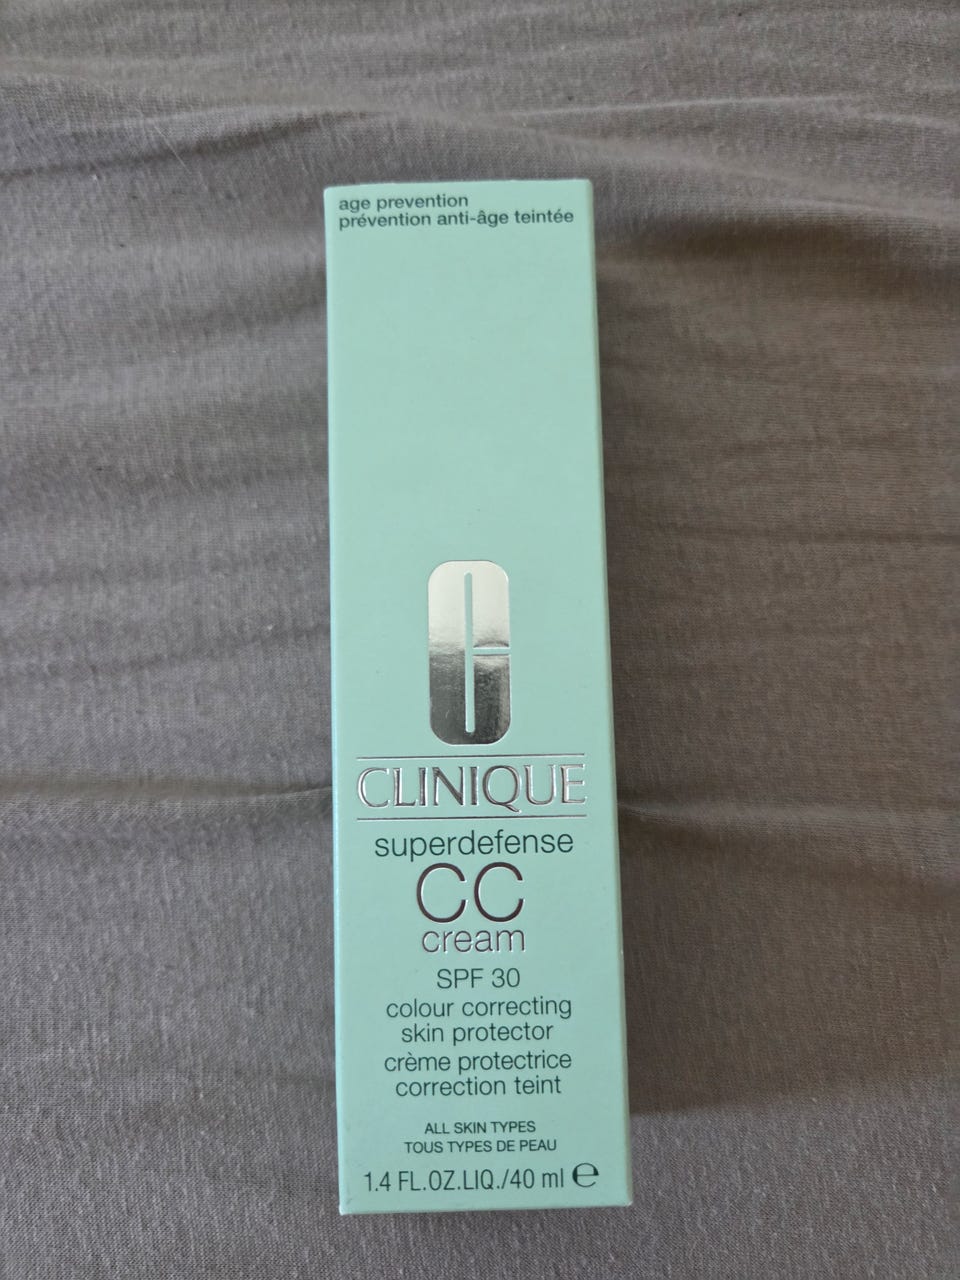 age prevention
prévention anti-âge teintée
C
CLINIQUE
superdefense
CC
cream
SPF 30
colour correcting
skin protector
crème protectrice
correction teint
ALL SKIN TYPES
TOUS TYPES DE PEAU
1.4 FL.OZ.LIQ./40 ml ℮